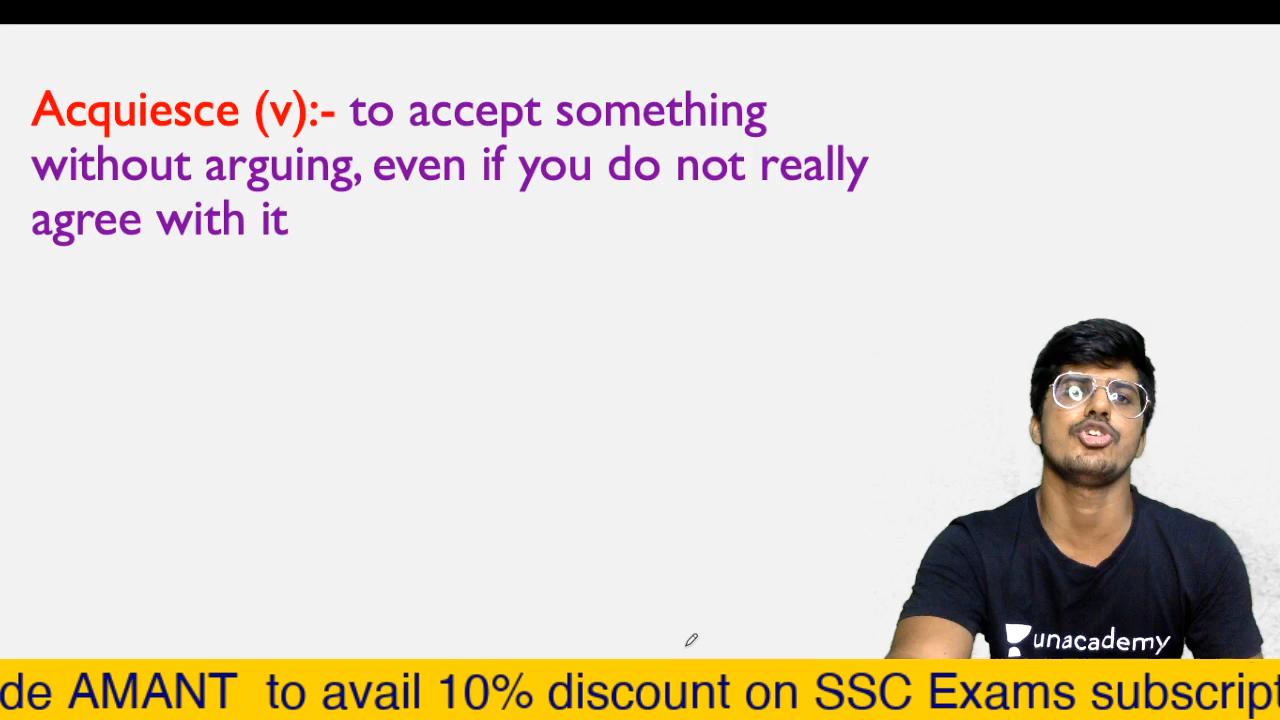 Acquiesce (v):- to accept something
without arguing, even if you do not really
agree with it
unacademy
de AMANT to avail 10% discount on SSC Exams subscript